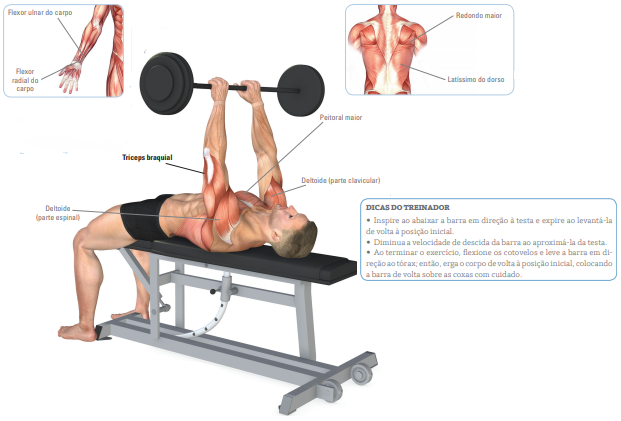 Flexor ulnar do carpo
Flexor
radial do
carpo
Redondo maior
Latíssimo do dorso
Peitoral maior
Tríceps braquial
Deltoide (parte clavicular)
Deltoide
(parte espinal)
DICAS DO TREINADOR
• Inspire ao abaixar a barra em direção à testa e expire ao levantá-la
de volta à posição inicial.
• Diminua a velocidade de descida da barra ao aproximá-la da testa.
• Ao terminar o exercício, flexione os cotovelos e leve a barra em di-
reção ao tórax; então, erga o corpo de volta à posição inicial, colocando
a barra de volta sobre as coxas com cuidado.